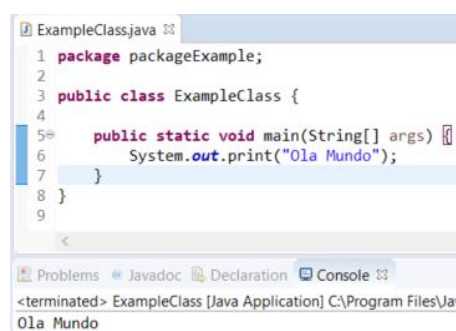 ExampleClass.java
1 package packageExample;
2
3 public class ExampleClass {
4
5 public static void main(String[] args) {
6 System.out.print("Ola Mundo");
7 }
8 }
9
Problems Javadoc Declaration Console
<terminated> ExampleClass [Java Application] C:\Program Files\Ja
Ola Mundo